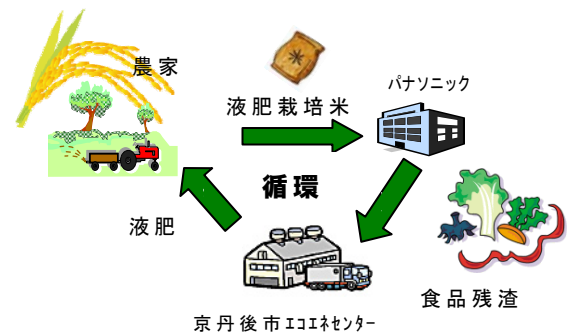 農家
パナソニック
液肥栽培米
循環
液肥
食品残渣
京丹後市エコエネセンター
米